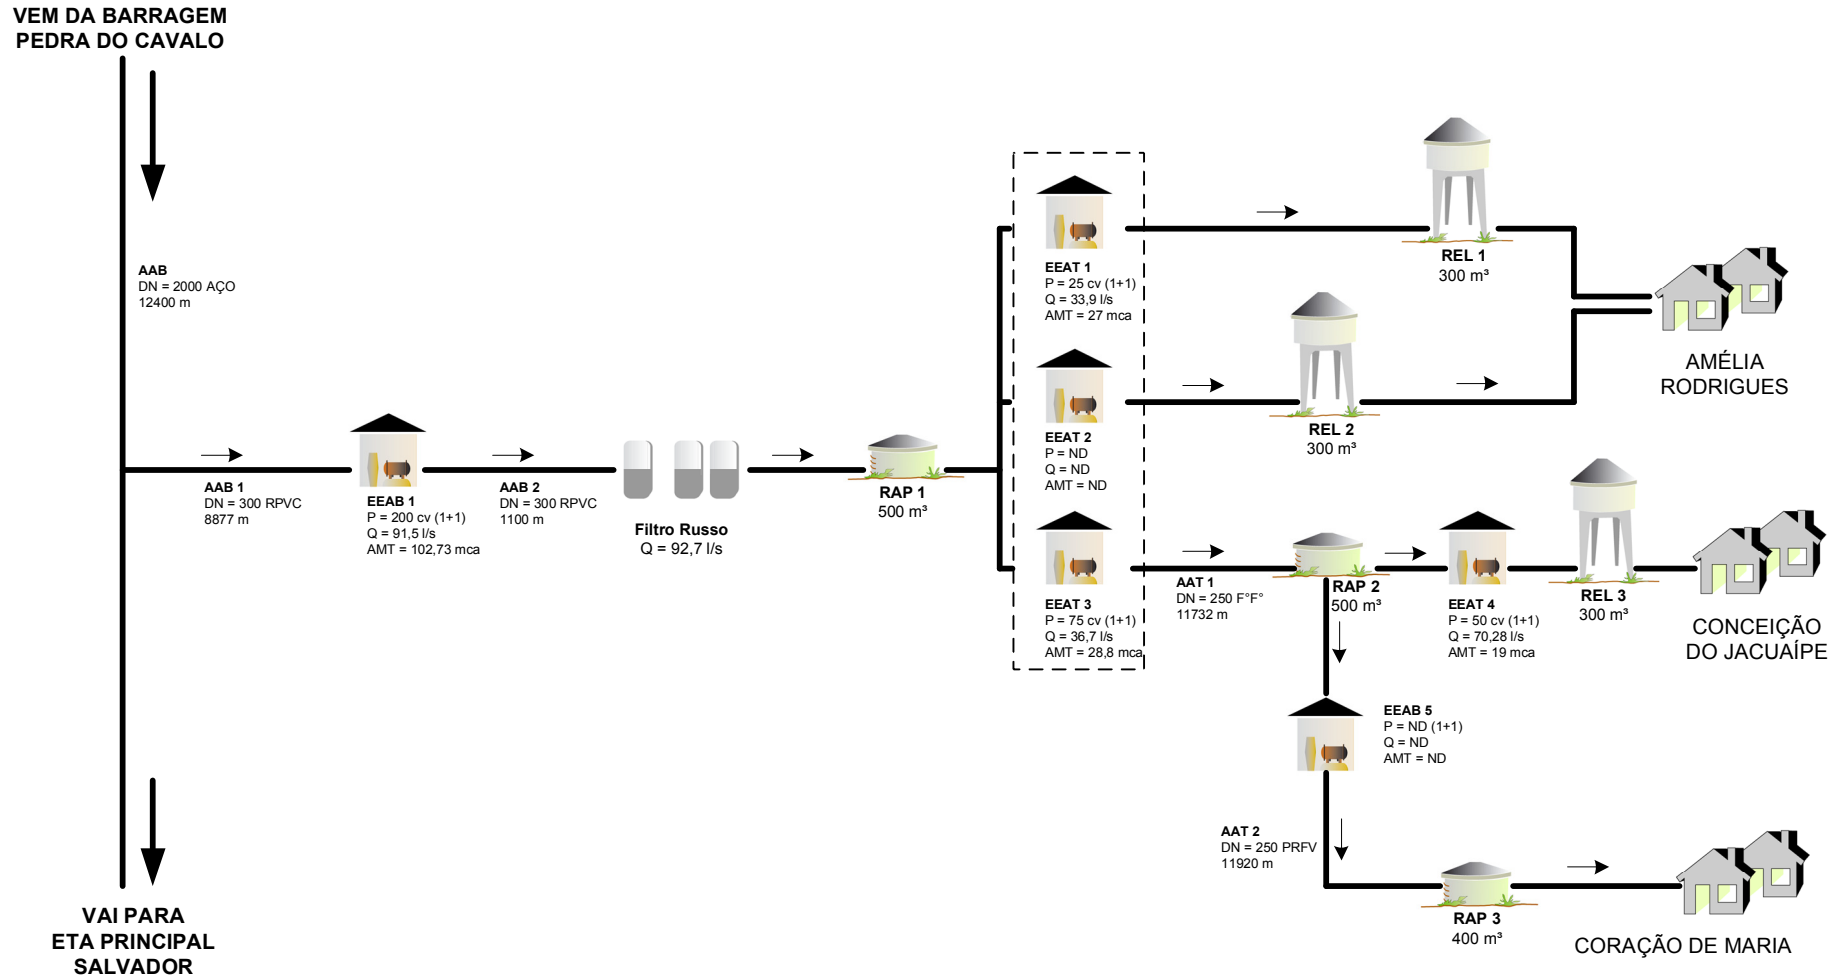 VEM DA BARRAGEM
PEDRA DO CAVALO
AAB
DN = 2000 AÇO
12400 m
AAB 1
DN = 300 RPVC
8877 m
EEAB 1
P = 200 cv (1+1)
Q = 91,5 l/s
AMT = 102,73 mca
AAB 2
DN = 300 RPVC
1100 m
Filtro Russo
Q = 92,7 l/s
RAP 1
500 m³
EEAT 1
P = 25 cv (1+1)
Q = 33,9 l/s
AMT = 27 mca
EEAT 2
P = ND
Q = ND
AMT = ND
EEAT 3
P = 75 cv (1+1)
Q = 36,7 l/s
AMT = 28,8 mca
REL 1
300 m³
REL 2
300 m³
AMÉLIA
RODRIGUES
AAT 1
DN = 250 F°F°
11732 m
RAP 2
500 m³
EEAT 4
P = 50 cv (1+1)
Q = 70,28 l/s
AMT = 19 mca
REL 3
300 m³
CONCEIÇÃO
DO JACUAÍPE
EEAB 5
P = ND (1+1)
Q = ND
AMT = ND
AAT 2
DN = 250 PRFV
11920 m
RAP 3
400 m³
CORAÇÃO DE MARIA
VAI PARA
ETA PRINCIPAL
SALVADOR